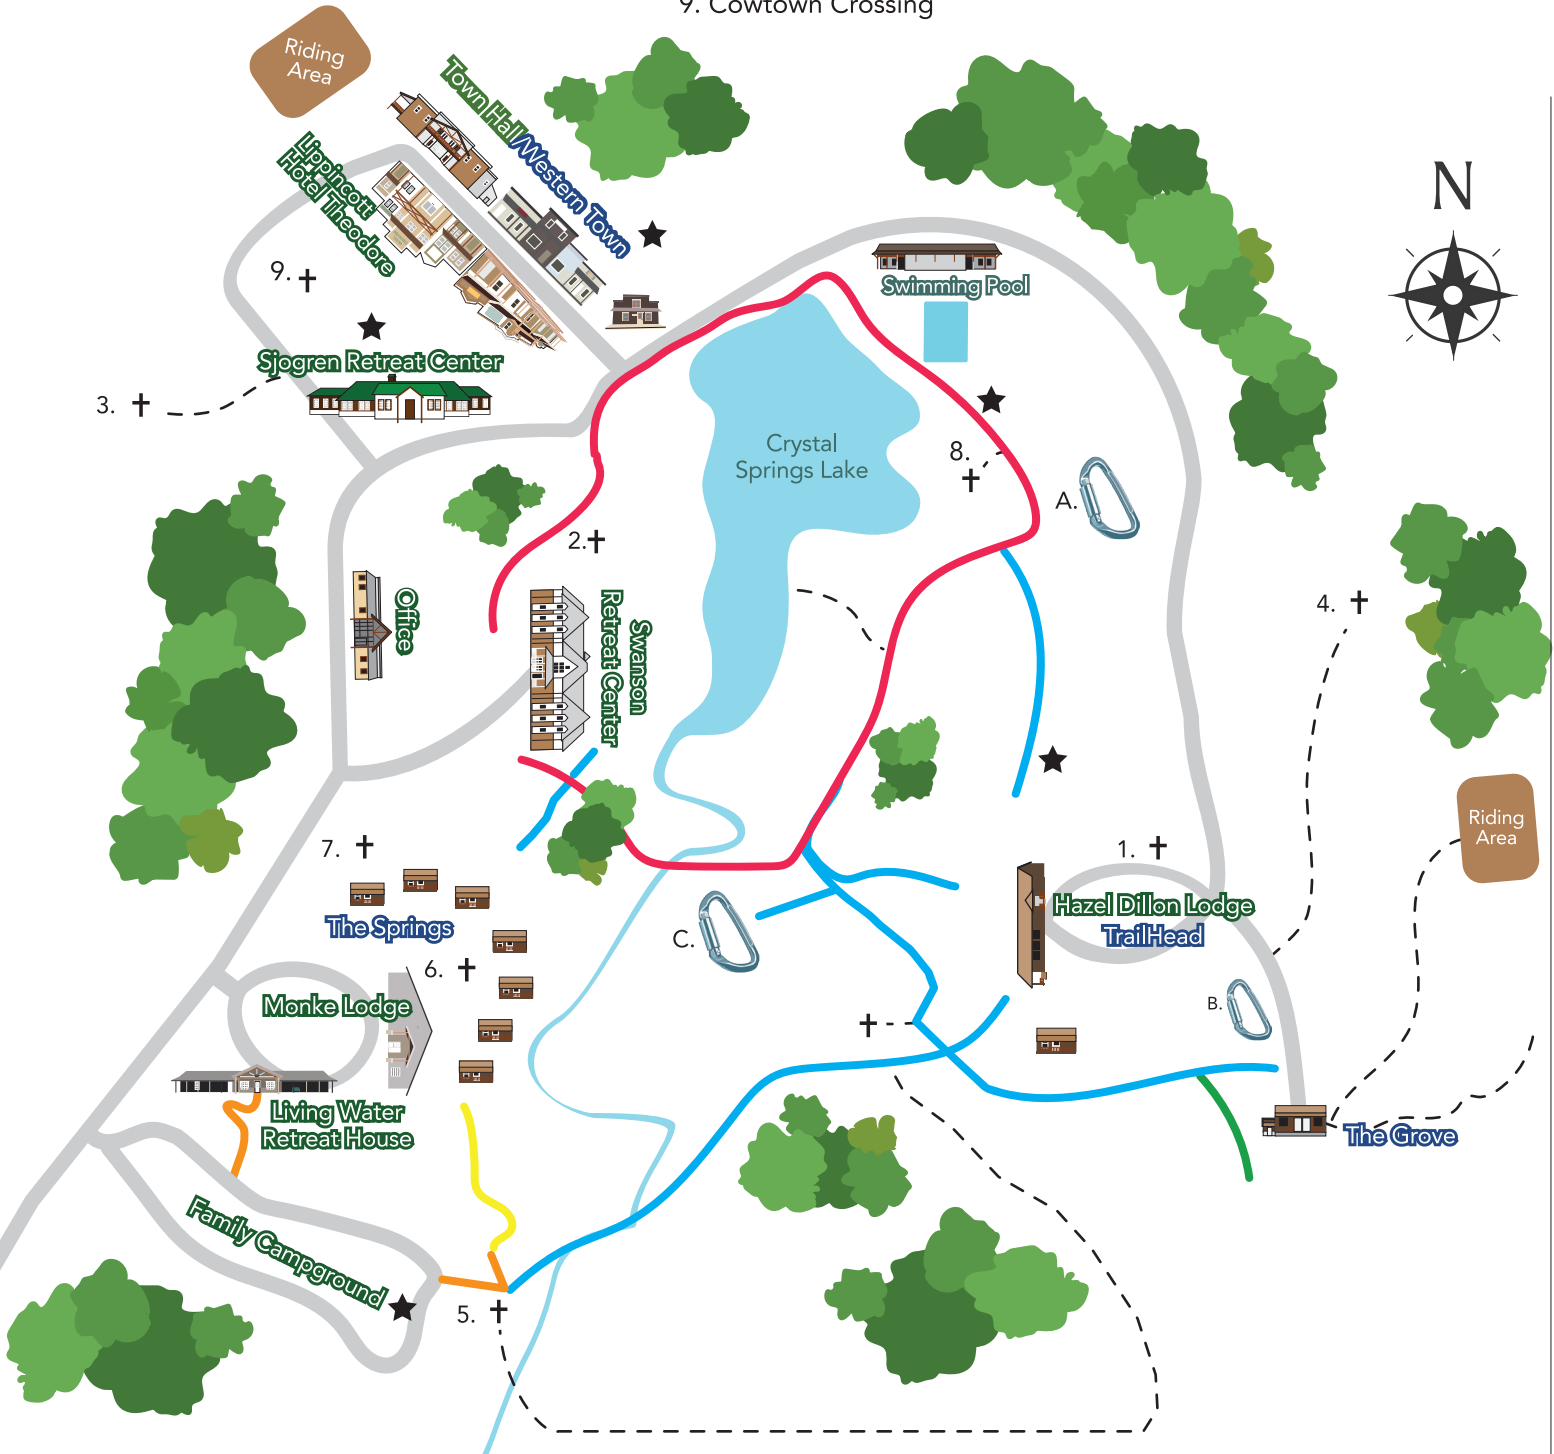 9. Cowtown Crossing
Riding
Area
Town Hall/Western Town
Lippincott
Hotel Theodore
N
9.
Swimming Pool
Sjogren Retreat Center
3.
Crystal
Springs Lake
8.
A.
2.
Office
Swanson
Retreat Center
4.
Riding
Area
7.
1.
Hazel Dillon Lodge
TrailHead
The Springs
C.
6.
Monke Lodge
B.
Living Water
Retreat House
The Grove
Family Campground
5.